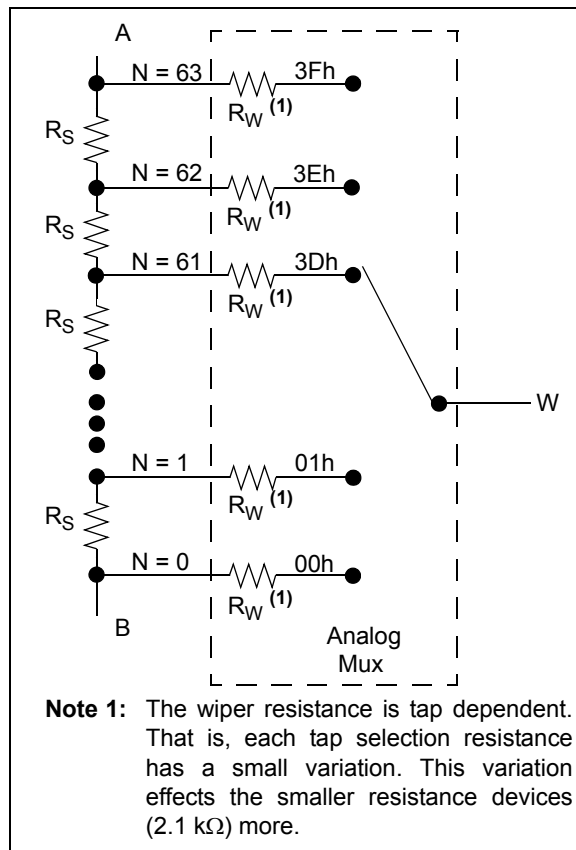 A
N = 63
3Fh
RW (1)
RS
N = 62
3Eh
RW (1)
RS
N = 61
3Dh
RW (1)
RS
W
N = 1
01h
RW (1)
RS
N = 0
00h
RW (1)
B
Analog
Mux
Note 1: The wiper resistance is tap dependent.
That is, each tap selection resistance
has a small variation. This variation
effects the smaller resistance devices
(2.1 kΩ) more.